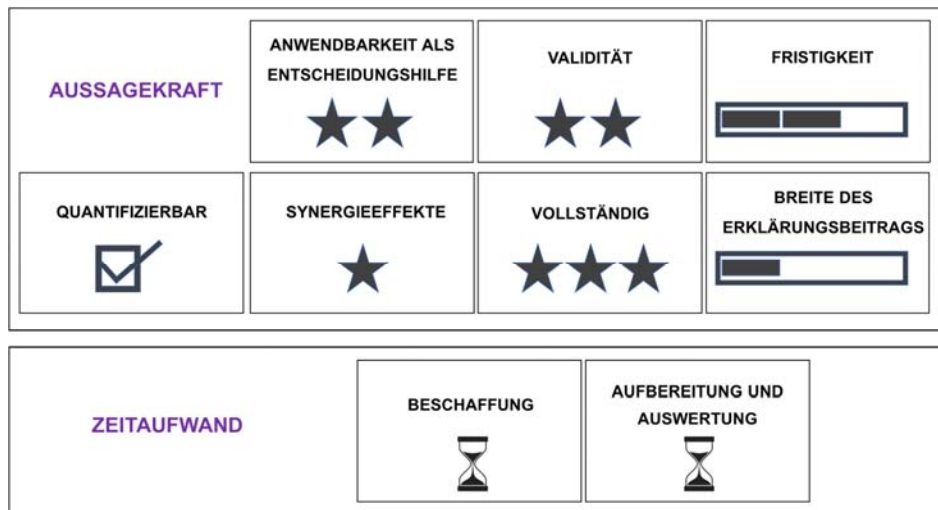 AUSSAGEKRAFT
ANWENDBARKEIT ALS
ENTSCHEIDUNGSHILFE
VALIDITÄT
FRISTIGKEIT
QUANTIFIZIERBAR
SYNERGIEEFFEKTE
VOLLSTÄNDIG
BREITE DES
ERKLÄRUNGSBEITRAGS
ZEITAUFWAND
BESCHAFFUNG
AUFBEREITUNG UND
AUSWERTUNG